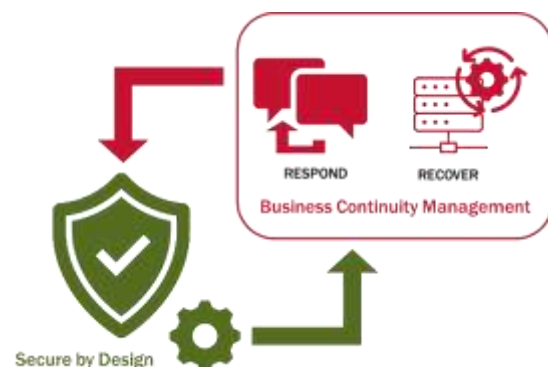 RESPOND
RECOVER
Business Continuity Management
Secure by Design